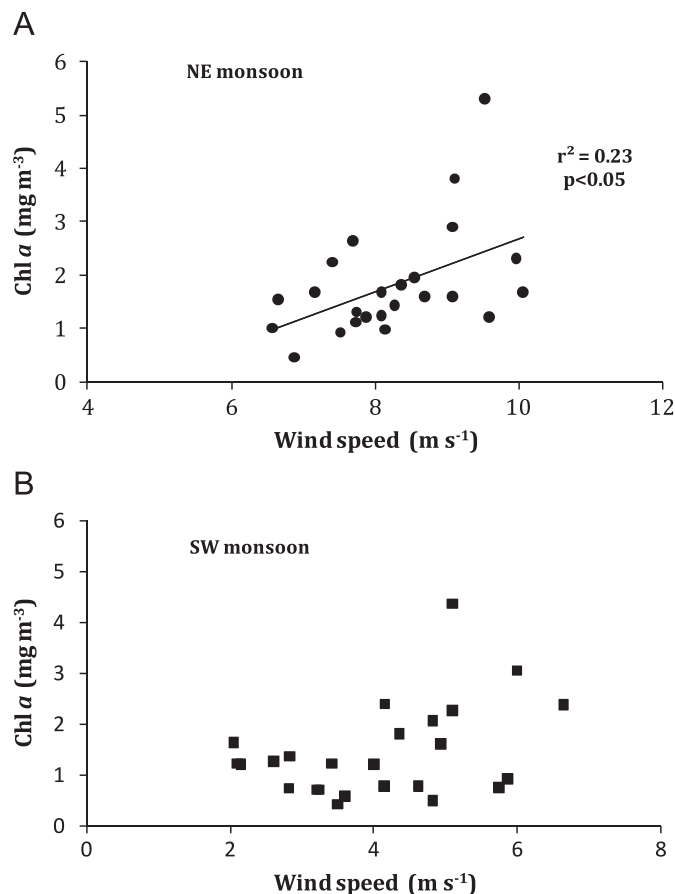 A
6
NE monsoon
5
r² = 0.23
p<0.05
4
3
2
1
0
Chl a (mg m⁻³)
4 6 8 10 12
Wind speed (m s⁻¹)
B
6
SW monsoon
5
4
3
2
1
0
Chl a (mg m⁻³)
0 2 4 6 8
Wind speed (m s⁻¹)